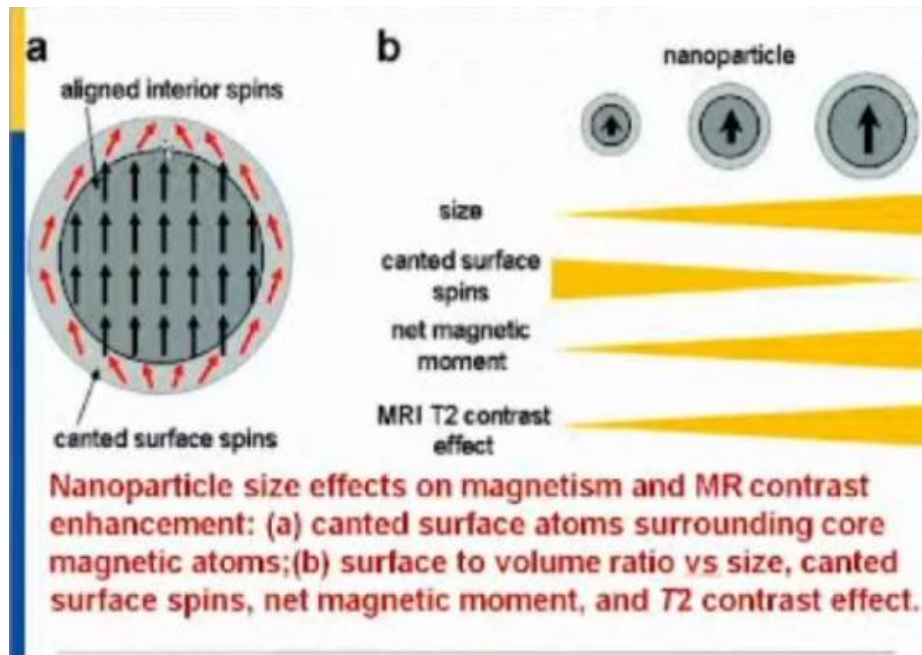 a
aligned interior spins
canted surface spins
b
nanoparticle
size
canted surface
spins
net magnetic
moment
MRI T2 contrast
effect
Nanoparticle size effects on magnetism and MR contrast
enhancement: (a) canted surface atoms surrounding core
magnetic atoms;(b) surface to volume ratio vs size, canted
surface spins, net magnetic moment, and T2 contrast effect.